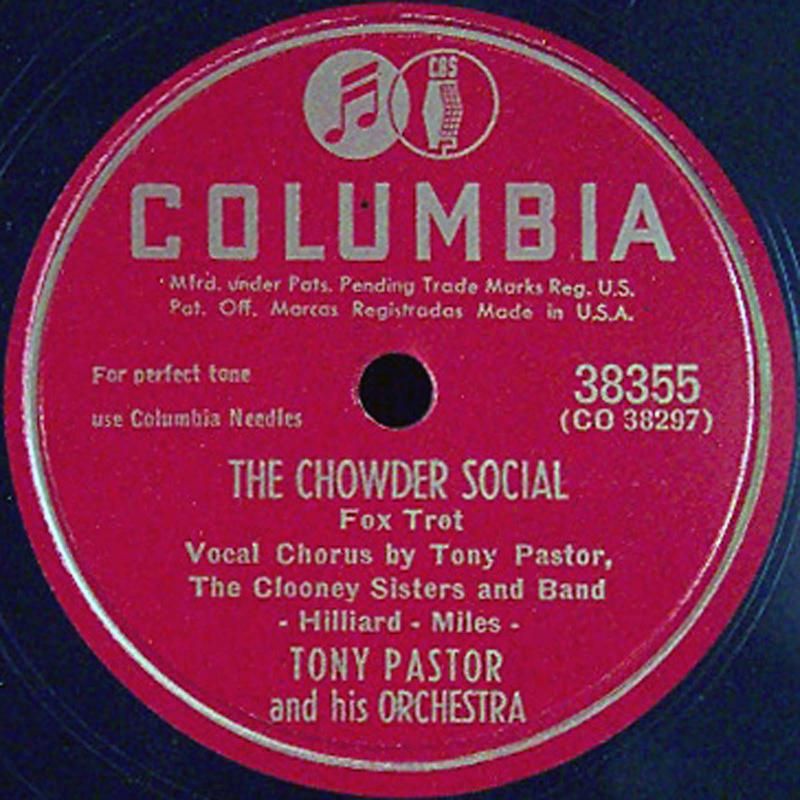 CBS
COLUMBIA
Mfrd. under Pats. Pending Trade Marks Reg. U.S.
Pat. Off. Marcas Registradas Made in U.S.A.
For perfect tone
use Columbia Needles
38355
(CO 38297)
THE CHOWDER SOCIAL
Fox Trot
Vocal Chorus by Tony Pastor,
The Clooney Sisters and Band
- Hilliard - Miles -
TONY PASTOR
and his ORCHESTRA